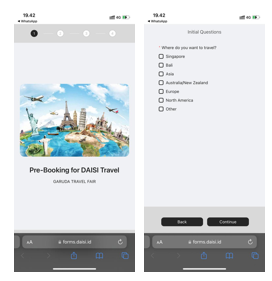 19.42
4G
WhatsApp
1
2
3
4
Pre-Booking for DAISI Travel
GARUDA TRAVEL FAIR
AA
forms.daisi.id
19.42
4G
WhatsApp
Initial Questions
* Where do you want to travel?
Singapore
Bali
Asia
Australia/New Zealand
Europe
North America
Other
Back
Continue
AA
forms.daisi.id